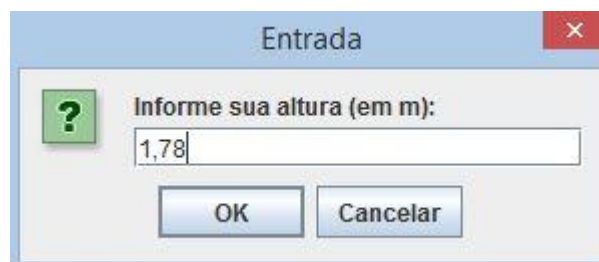 Entrada
×
?
Informe sua altura (em m):
1,78
OK Cancelar